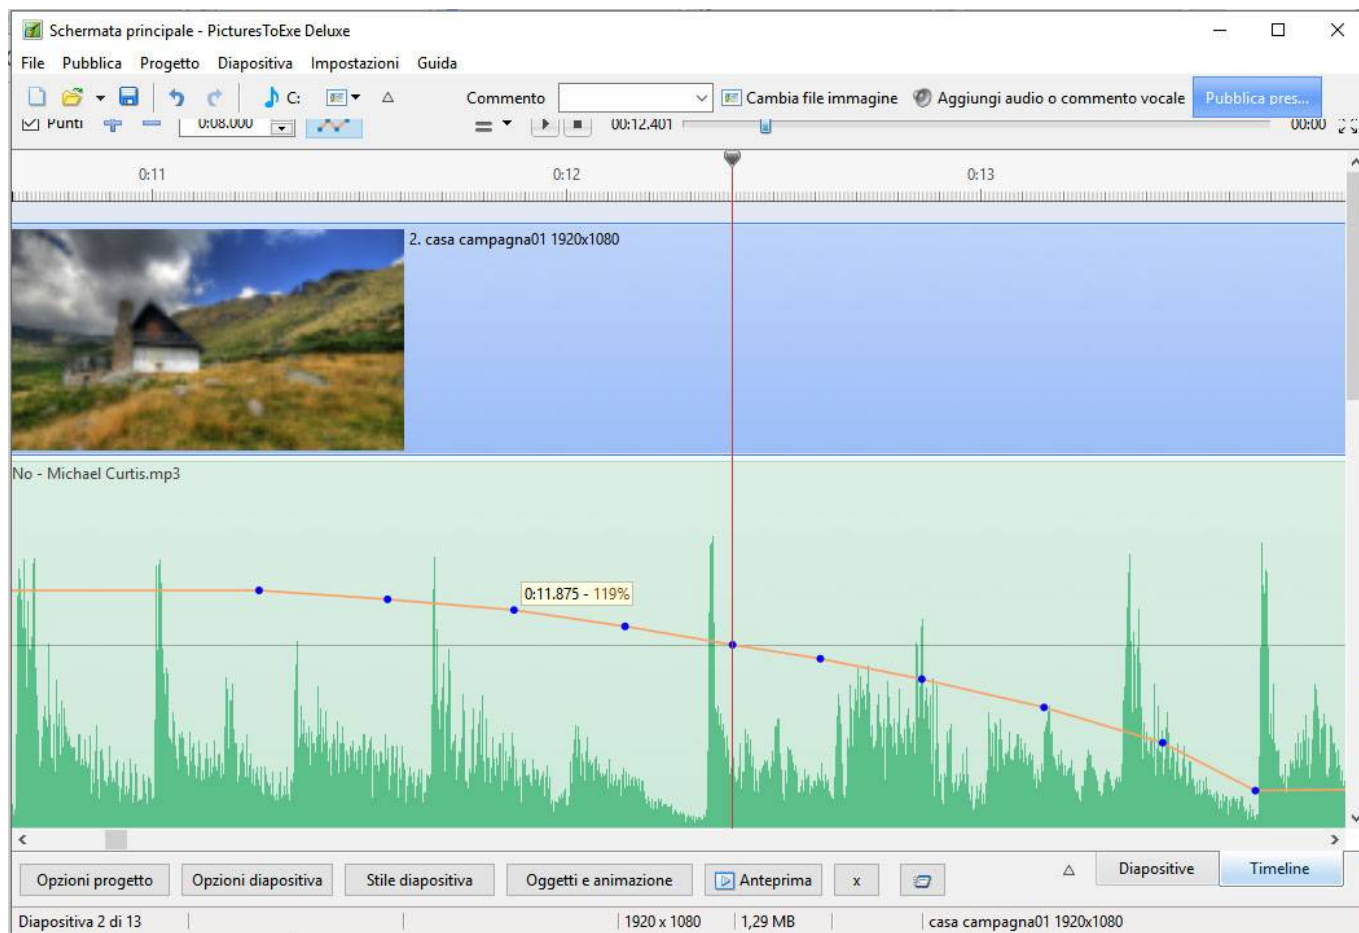 Schermata principale - PicturesToExe Deluxe
File Pubblica Progetto Diapositiva Impostazioni Guida
C: Commento Cambia file immagine Aggiungi audio o commento vocale Pubblica pres...
Punti 0:08.000 00:12.401 00:00
0:11 0:12 0:13
2. casa campagna01 1920x1080
No - Michael Curtis.mp3
0:11.875 - 119%
Opzioni progetto Opzioni diapositiva Stile diapositiva Oggetti e animazione Anteprima x Diapositive Timeline
Diapositiva 2 di 13 1920 x 1080 1,29 MB casa campagna01 1920x1080